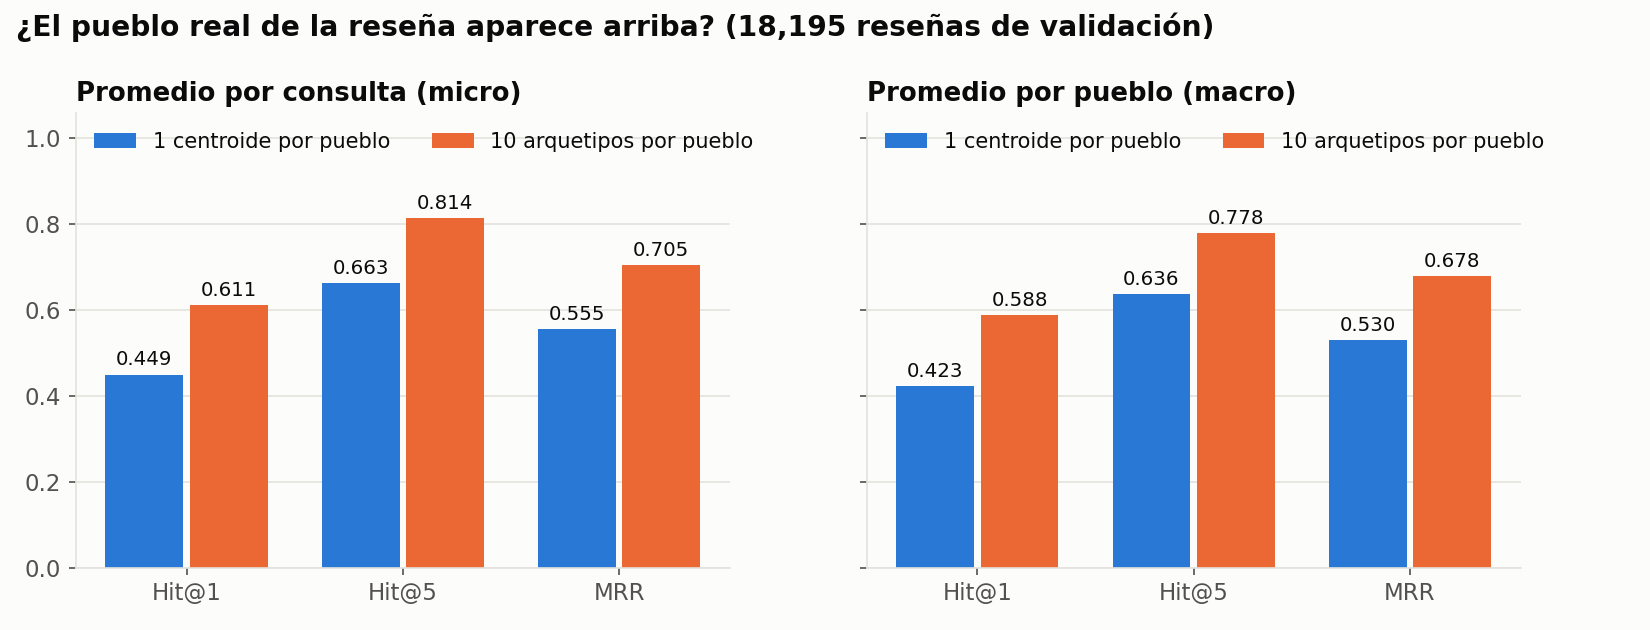 ¿El pueblo real de la reseña aparece arriba? (18,195 reseñas de validación)
Promedio por consulta (micro)
1 centroide por pueblo
10 arquetipos por pueblo
1.0
0.8
0.6
0.4
0.2
0.0
0.449
0.611
0.663
0.814
0.555
0.705
Hit@1
Hit@5
MRR
Promedio por pueblo (macro)
1 centroide por pueblo
10 arquetipos por pueblo
0.423
0.588
0.636
0.778
0.530
0.678
Hit@1
Hit@5
MRR